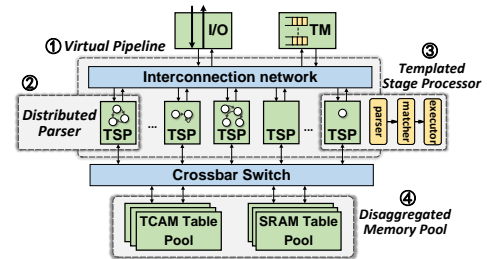 I/O
TM
① Virtual Pipeline
③
Templated
Stage Processor
Interconnection network
②
Distributed
Parser
TSP
...
TSP
TSP
TSP
...
TSP
parser
matcher
executor
Crossbar Switch
④
Disaggregated
Memory Pool
TCAM Table
Pool
SRAM Table
Pool